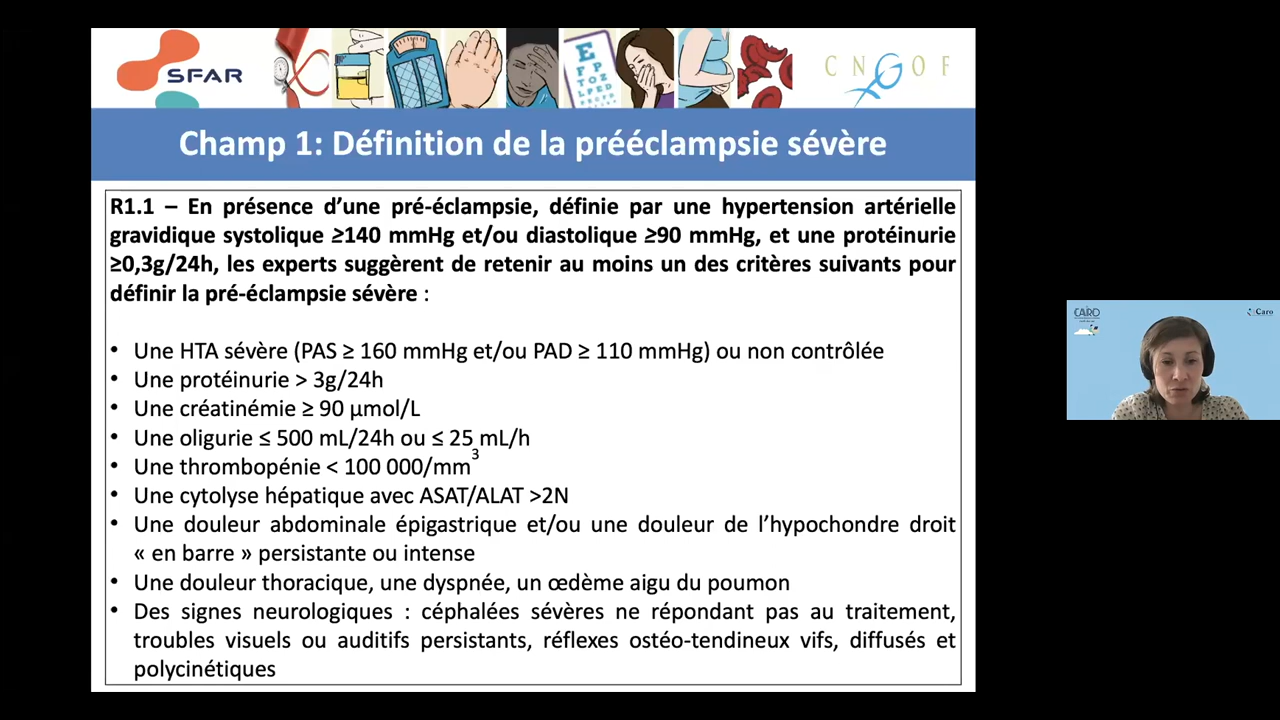 SFAR
E
F P
T O Z
L P E D
CNGOF
Champ 1: Définition de la prééclampsie sévère
R1.1 – En présence d’une pré-éclampsie, définie par une hypertension artérielle
gravidique systolique ≥140 mmHg et/ou diastolique ≥90 mmHg, et une protéinurie
≥0,3g/24h, les experts suggèrent de retenir au moins un des critères suivants pour
définir la pré-éclampsie sévère :
• Une HTA sévère (PAS ≥ 160 mmHg et/ou PAD ≥ 110 mmHg) ou non contrôlée
• Une protéinurie > 3g/24h
• Une créatinémie ≥ 90 µmol/L
• Une oligurie ≤ 500 mL/24h ou ≤ 25 mL/h
• Une thrombopénie < 100 000/mm³
• Une cytolyse hépatique avec ASAT/ALAT >2N
• Une douleur abdominale épigastrique et/ou une douleur de l’hypochondre droit
« en barre » persistante ou intense
• Une douleur thoracique, une dyspnée, un œdème aigu du poumon
• Des signes neurologiques : céphalées sévères ne répondant pas au traitement,
troubles visuels ou auditifs persistants, réflexes ostéo-tendineux vifs, diffusés et
polycinétiques
CARO
Caro